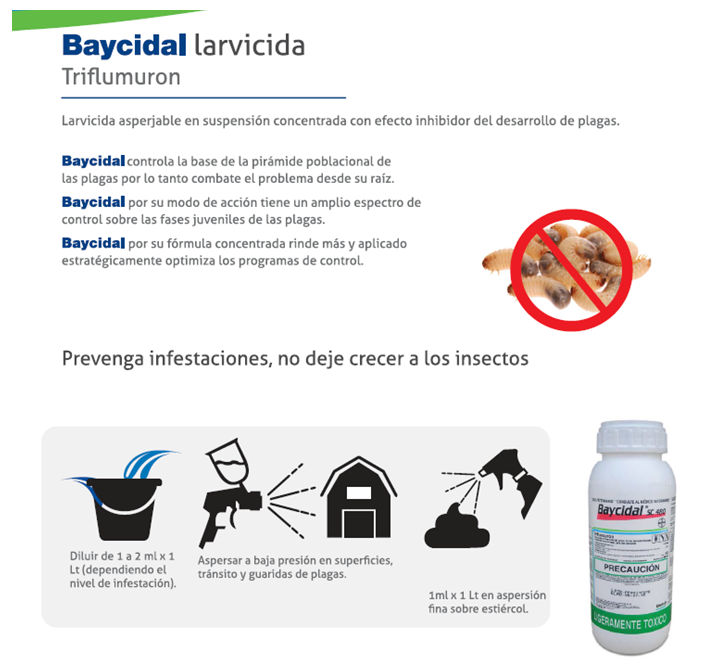 Baycidal larvicida
Triflumuron
Larvicida asperjable en suspensión concentrada con efecto inhibidor del desarrollo de plagas.
Baycidal controla la base de la pirámide poblacional de
las plagas por lo tanto combate el problema desde su raíz.
Baycidal por su modo de acción tiene un amplio espectro de
control sobre las fases juveniles de las plagas.
Baycidal por su fórmula concentrada rinde más y aplicado
estratégicamente optimiza los programas de control.
Prevenga infestaciones, no deje crecer a los insectos
Diluir de 1 a 2 ml x 1
Lt (dependiendo el
nivel de infestación).
Aspersar a baja presión en superficies,
tránsito y guaridas de plagas.
1ml x 1 Lt en aspersión
fina sobre estiércol.
Baycidal SC 480
PRECAUCIÓN
LIGERAMENTE TOXICO